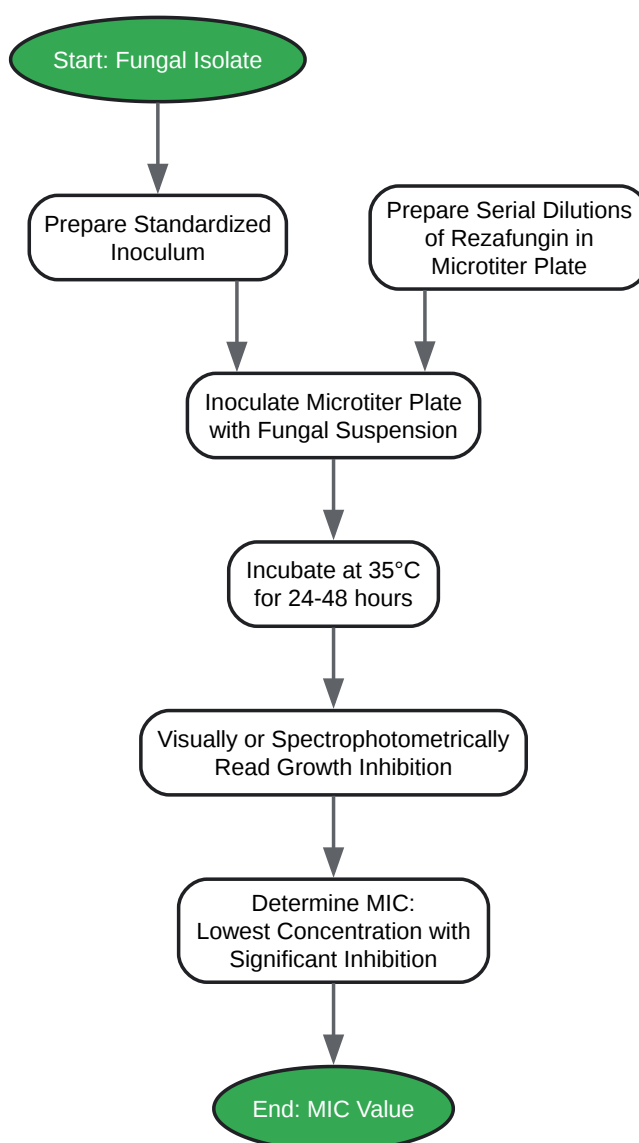 Start: Fungal Isolate
Prepare Standardized
Inoculum
Prepare Serial Dilutions
of Rezafungin in
Microtiter Plate
Inoculate Microtiter Plate
with Fungal Suspension
Incubate at 35°C
for 24-48 hours
Visually or Spectrophotometrically
Read Growth Inhibition
Determine MIC:
Lowest Concentration with
Significant Inhibition
End: MIC Value